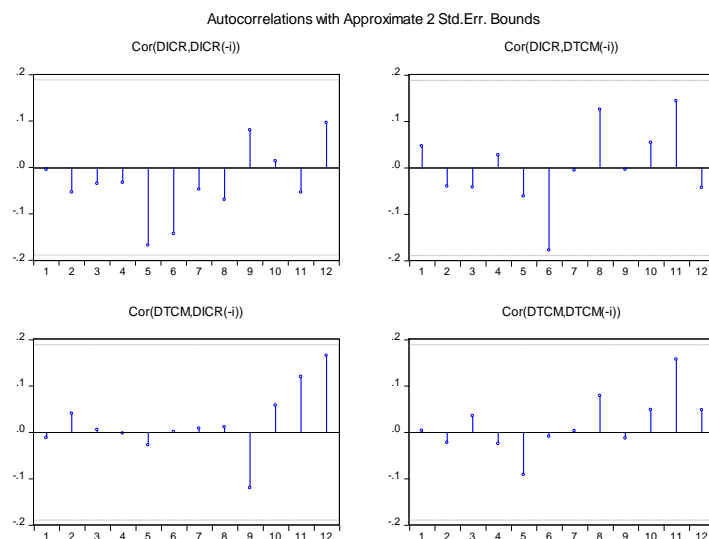 Autocorrelations with Approximate 2 Std.Err. Bounds
Cor(DICR,DICR(-i))
.2
.1
.0
-.1
-.2
1 2 3 4 5 6 7 8 9 10 11 12
Cor(DICR,DTCM(-i))
.2
.1
.0
-.1
-.2
1 2 3 4 5 6 7 8 9 10 11 12
Cor(DTCM,DICR(-i))
.2
.1
.0
-.1
-.2
1 2 3 4 5 6 7 8 9 10 11 12
Cor(DTCM,DTCM(-i))
.2
.1
.0
-.1
-.2
1 2 3 4 5 6 7 8 9 10 11 12